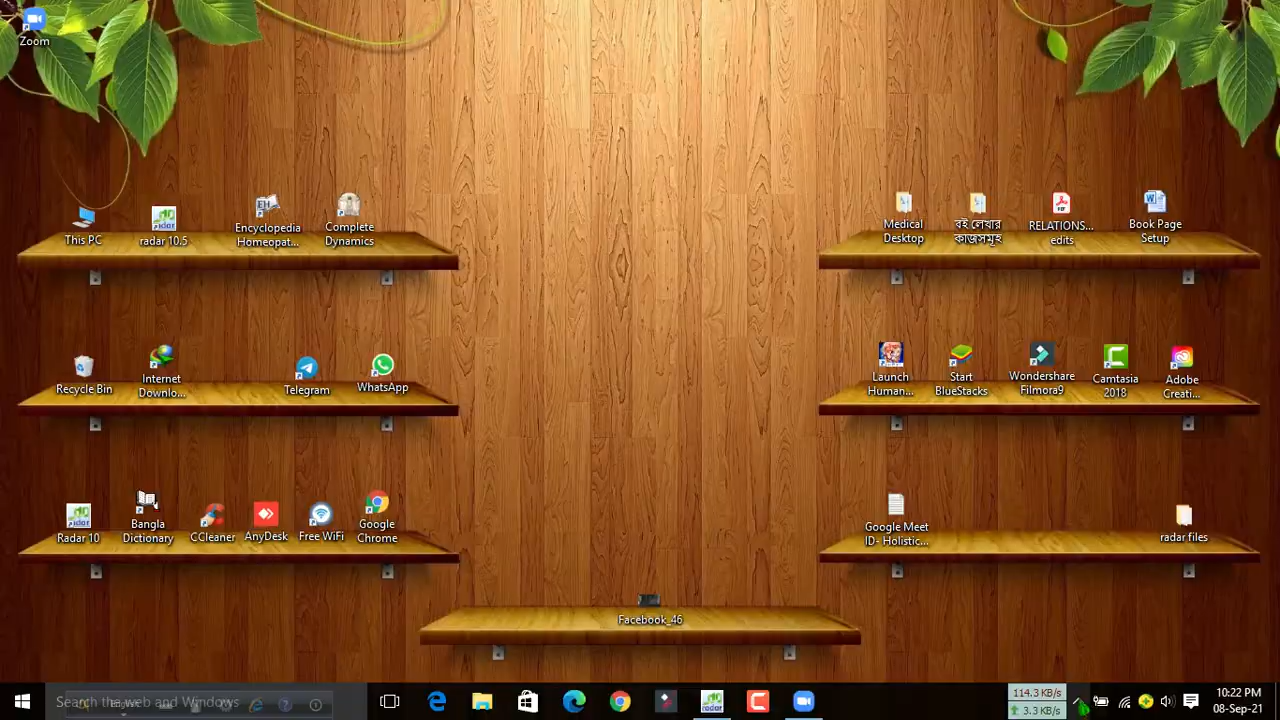 Zoom
This PC
radar 10.5
Encyclopedia
Homeopat...
Complete
Dynamics
Medical
Desktop
বই লেখার
কাজসমূহ
RELATIONS...
edits
Book Page
Setup
Recycle Bin
Internet
Downlo...
Telegram
WhatsApp
Launch
Human...
Start
BlueStacks
Wondershare
Filmora9
Camtasia
2018
Adobe
Creati...
Radar 10
Bangla
Dictionary
CCleaner
AnyDesk
Free WiFi
Google
Chrome
Google Meet
ID- Holistic...
radar files
Facebook_46
Search the web and Windows
114.3 KB/s
3.3 KB/s
10:22 PM
08-Sep-21